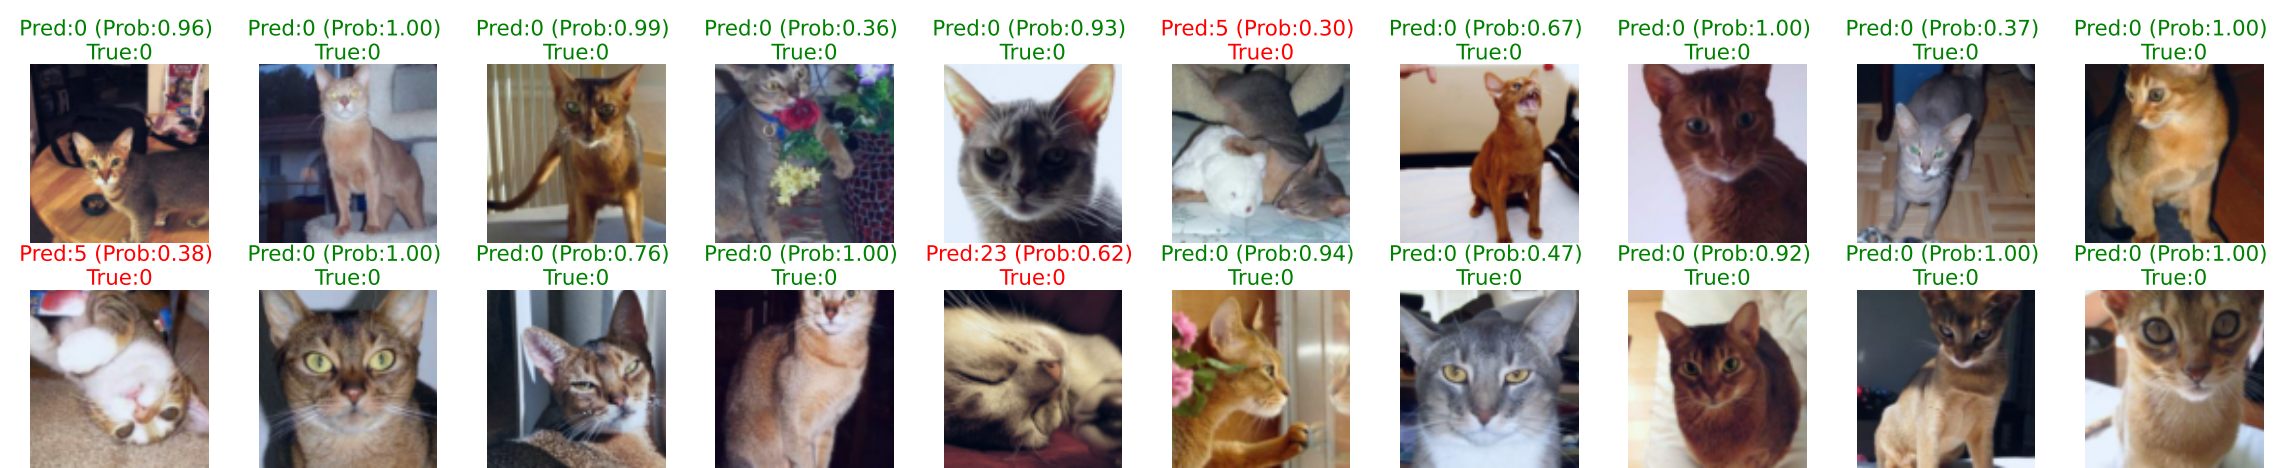 Pred:0 (Prob:0.96)
True:0
Pred:0 (Prob:1.00)
True:0
Pred:0 (Prob:0.99)
True:0
Pred:0 (Prob:0.36)
True:0
Pred:0 (Prob:0.93)
True:0
Pred:5 (Prob:0.30)
True:0
Pred:0 (Prob:0.67)
True:0
Pred:0 (Prob:1.00)
True:0
Pred:0 (Prob:0.37)
True:0
Pred:0 (Prob:1.00)
True:0
Pred:5 (Prob:0.38)
True:0
Pred:0 (Prob:1.00)
True:0
Pred:0 (Prob:0.76)
True:0
Pred:0 (Prob:1.00)
True:0
Pred:23 (Prob:0.62)
True:0
Pred:0 (Prob:0.94)
True:0
Pred:0 (Prob:0.47)
True:0
Pred:0 (Prob:0.92)
True:0
Pred:0 (Prob:1.00)
True:0
Pred:0 (Prob:1.00)
True:0